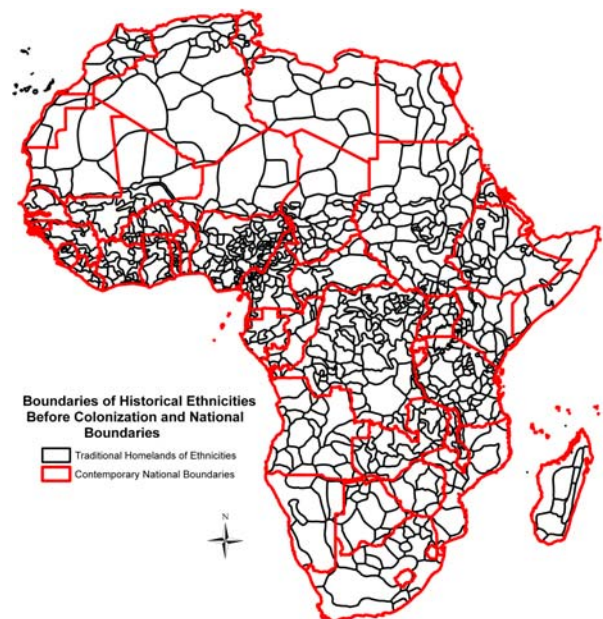 Boundaries of Historical Ethnicities
Before Colonization and National
Boundaries
Traditional Homelands of Ethnicities
Contemporary National Boundaries
N